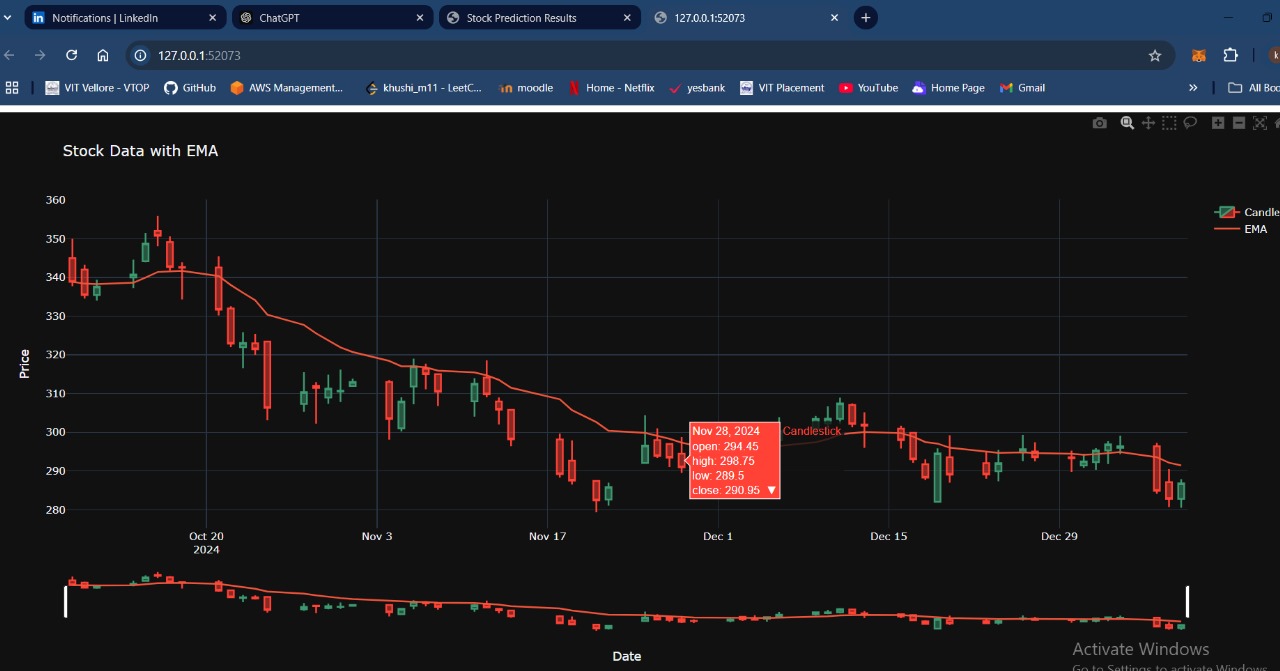 Notifications | LinkedIn
ChatGPT
Stock Prediction Results
127.0.0.1:52073
127.0.0.1:52073
VIT Vellore - VTOP
GitHub
AWS Management...
khushi_m11 - LeetC...
moodle
Home - Netflix
yesbank
VIT Placement
YouTube
Home Page
Gmail
»
All Boo
Stock Data with EMA
Candle
EMA
Price
360
350
340
330
320
310
300
290
280
Nov 28, 2024
open: 294.45
high: 298.75
low: 289.5
close: 290.95 ▼
Candlestick
Oct 20
2024
Nov 3
Nov 17
Dec 1
Dec 15
Dec 29
Date
Activate Windows
Go to Settings to activate Windows.